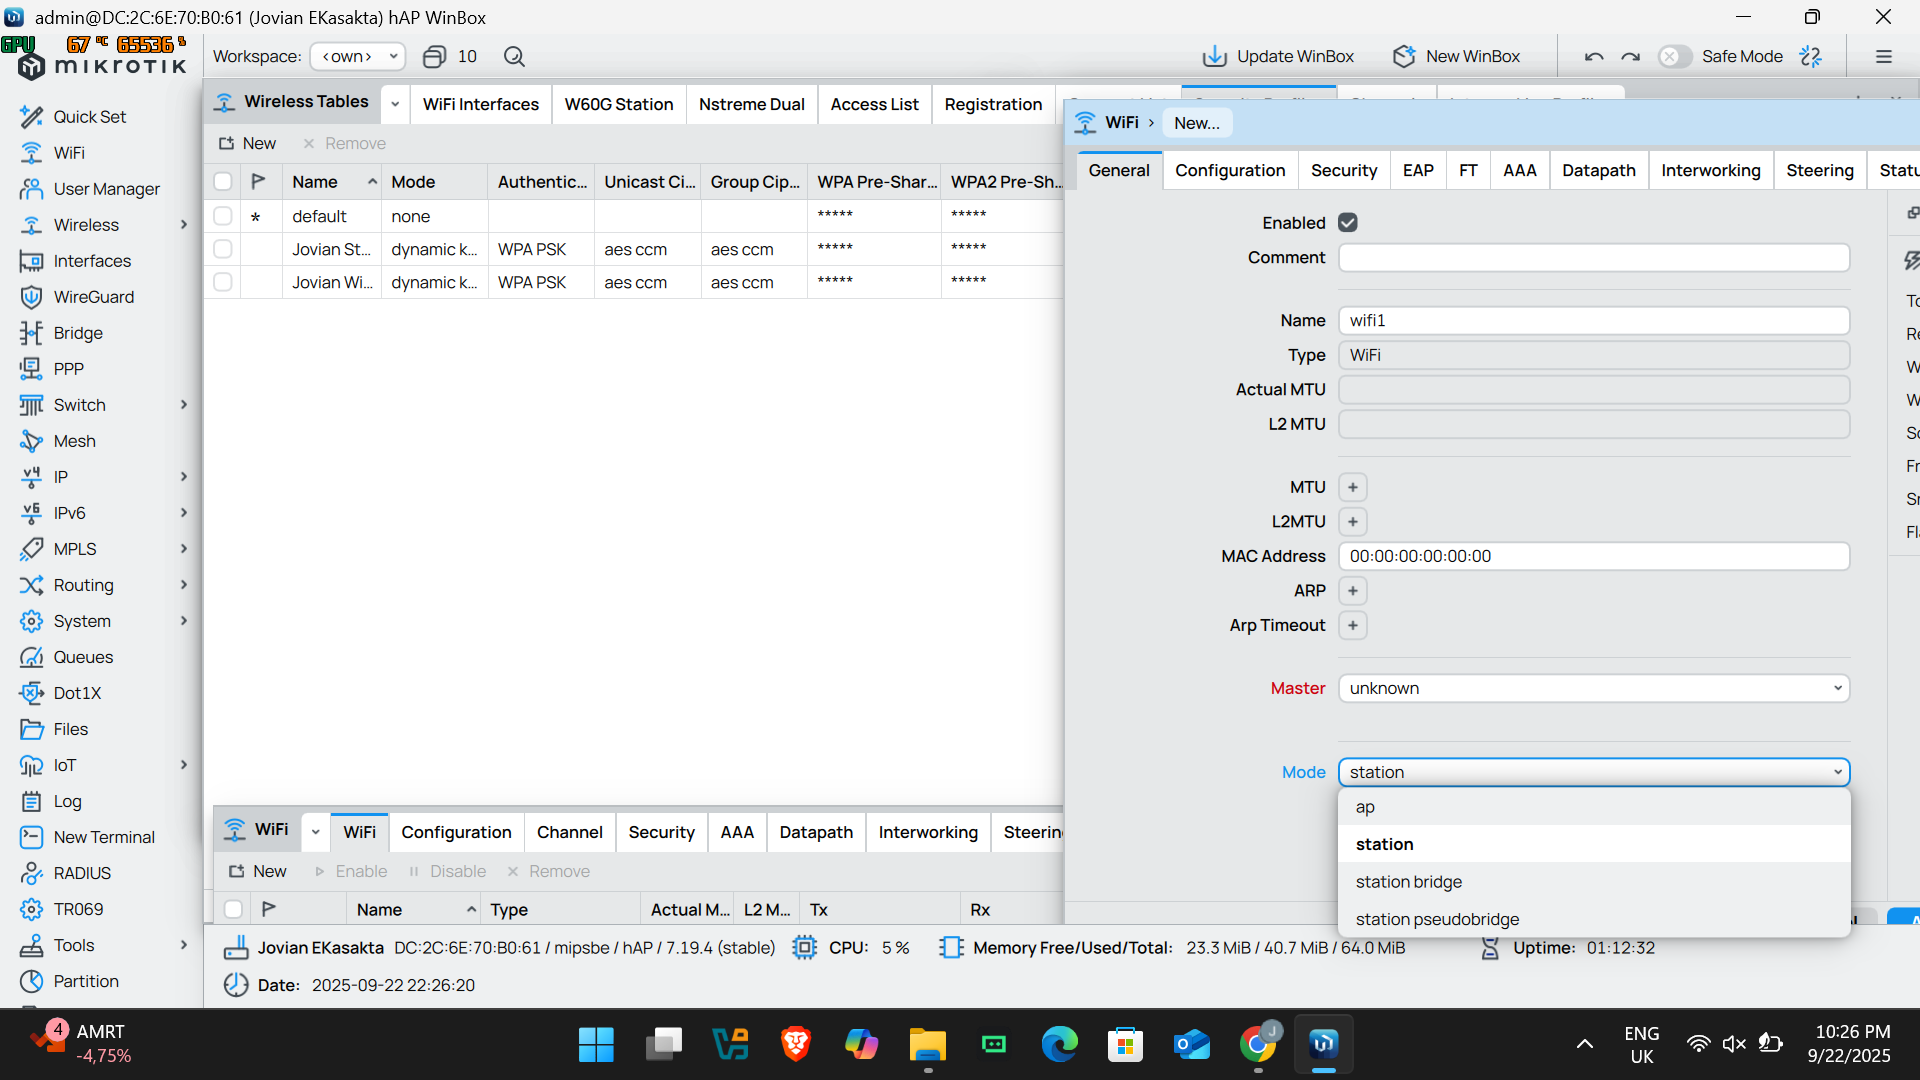 admin@DC:2C:6E:70:B0:61 (Jovian EKasakta) hAP WinBox
GPU 67 °C 65536 %
mikrotik
Workspace: <own> 10 Update WinBox New WinBox Safe Mode
Quick Set
WiFi
User Manager
Wireless
Interfaces
WireGuard
Bridge
PPP
Switch
Mesh
IP
IPv6
MPLS
Routing
System
Queues
Dot1X
Files
IoT
Log
New Terminal
RADIUS
TR069
Tools
Partition
Wireless Tables WiFi Interfaces W60G Station Nstreme Dual Access List Registration
New Remove
Name Mode Authentic... Unicast Ci... Group Cip... WPA Pre-Shar... WPA2 Pre-Sh...
* default none ***** *****
Jovian St... dynamic k... WPA PSK aes ccm aes ccm ***** *****
Jovian Wi... dynamic k... WPA PSK aes ccm aes ccm ***** *****
WiFi New...
General Configuration Security EAP FT AAA Datapath Interworking Steering Statu
Enabled
Comment
Name wifi1
Type WiFi
Actual MTU
L2 MTU
MTU +
L2MTU +
MAC Address 00:00:00:00:00:00
ARP +
Arp Timeout +
Master unknown
Mode station
ap
station
station bridge
station pseudobridge
To
Re
W
W
Sc
Fr
Sn
Fl
WiFi WiFi Configuration Channel Security AAA Datapath Interworking Steerin
New Enable Disable Remove
Name Type Actual M... L2 M... Tx Rx
Jovian EKasakta DC:2C:6E:70:B0:61 / mipsbe / hAP / 7.19.4 (stable) CPU: 5 % Memory Free/Used/Total: 23.3 MiB / 40.7 MiB / 64.0 MiB Uptime: 01:12:32
Date: 2025-09-22 22:26:20
4 AMRT
-4,75%
J
ENG
UK
10:26 PM
9/22/2025